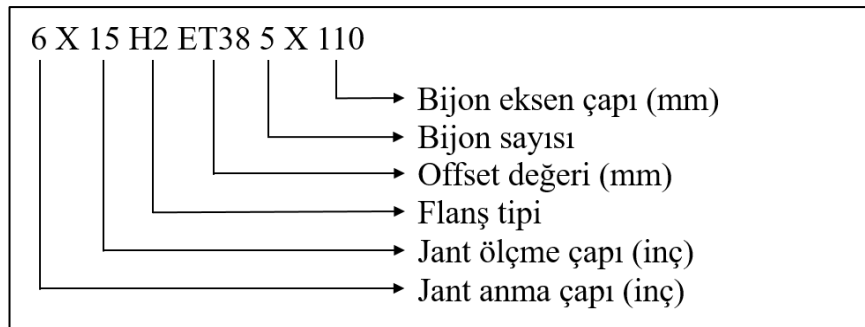 6 X 15 H2 ET38 5 X 110
Bijon eksen çapı (mm)
Bijon sayısı
Offset değeri (mm)
Flanş tipi
Jant ölçme çapı (inç)
Jant anma çapı (inç)